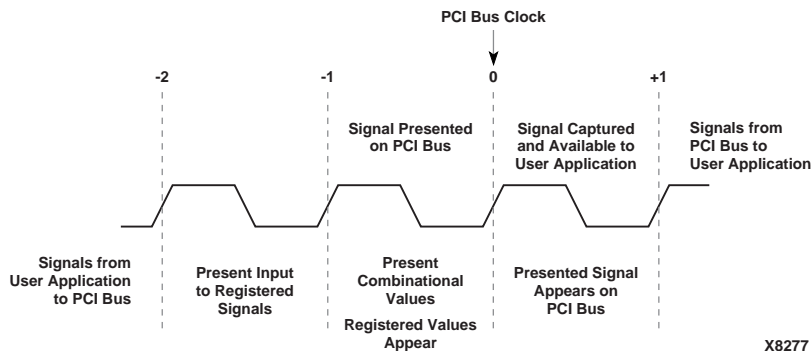 PCI Bus Clock
-2
-1
0
+1
Signal Presented
on PCI Bus
Signal Captured
and Available to
User Application
Signals from
PCI Bus to
User Application
Signals from
User Application
to PCI Bus
Present Input
to Registered
Signals
Present
Combinational
Values
Registered Values
Appear
Presented Signal
Appears on
PCI Bus
X8277